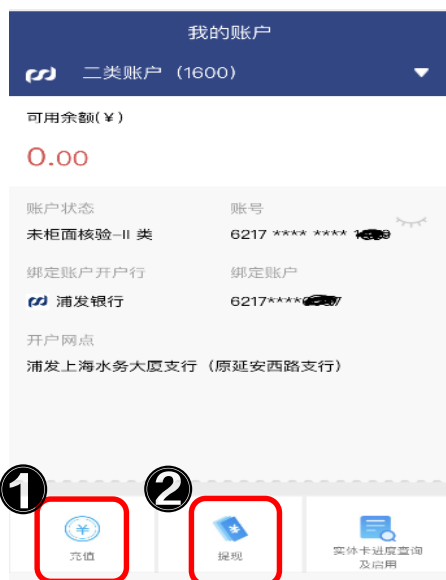 我的账户
二类账户（1600）
可用余额(¥)
0.00
账户状态
账号
未柜面核验-II 类
6217 **** ****
绑定账户开户行
绑定账户
浦发银行
6217****
开户网点
浦发上海水务大厦支行（原延安西路支行）
1
2
¥
¥
充值
提现
实体卡进度查询
及启用